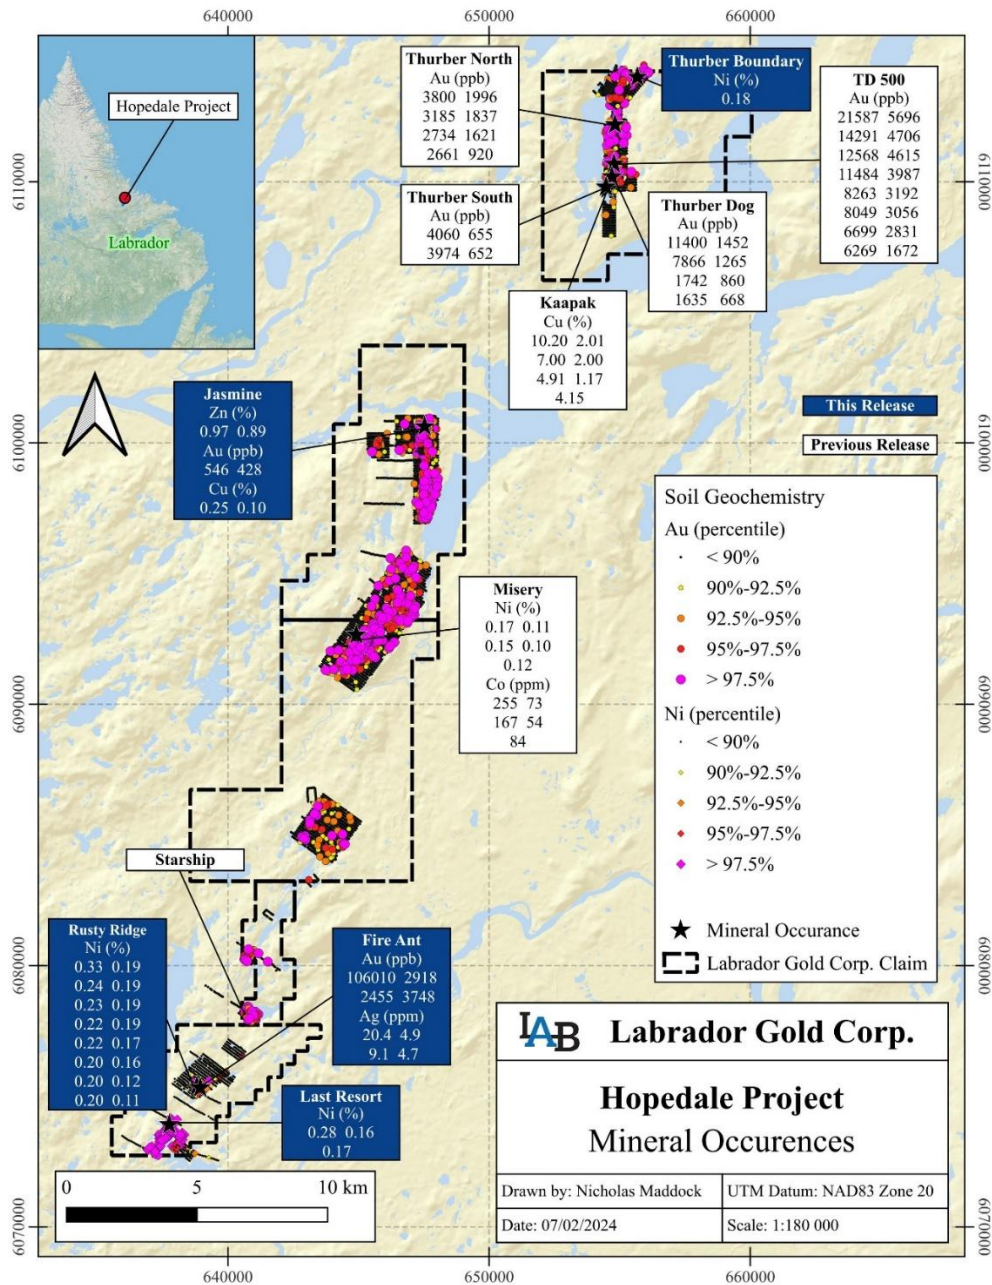 640000
650000
660000
Hopedale Project
Labrador
Thurber North
Au (ppb)
3800 1996
3185 1837
2734 1621
2661 920
Thurber Boundary
Ni (%)
0.18
TD 500
Au (ppb)
21587 5696
14291 4706
12568 4615
11484 3987
8263 3192
8049 3056
6699 2831
6269 1672
6110000
6110000
Thurber South
Au (ppb)
4060 655
3974 652
Thurber Dog
Au (ppb)
11400 1452
7866 1265
1742 860
1635 668
Kaapak
Cu (%)
10.20 2.01
7.00 2.00
4.91 1.17
4.15
Jasmine
Zn (%)
0.97 0.89
Au (ppb)
546 428
Cu (%)
0.25 0.10
This Release
Previous Release
6100000
6100000
Soil Geochemistry
Au (percentile)
< 90%
90%-92.5%
92.5%-95%
95%-97.5%
> 97.5%
Ni (percentile)
< 90%
90%-92.5%
92.5%-95%
95%-97.5%
> 97.5%
Mineral Occurance
Labrador Gold Corp. Claim
Misery
Ni (%)
0.17 0.11
0.15 0.10
0.12
Co (ppm)
255 73
167 54
84
6090000
6090000
Starship
Rusty Ridge
Ni (%)
0.33 0.19
0.24 0.19
0.23 0.19
0.22 0.19
0.22 0.17
0.20 0.16
0.20 0.12
0.20 0.11
Fire Ant
Au (ppb)
106010 2918
2455 3748
Ag (ppm)
20.4 4.9
9.1 4.7
6080000
6080000
Last Resort
Ni (%)
0.28 0.16
0.17
0 5 10 km
LAB Labrador Gold Corp.
Hopedale Project
Mineral Occurences
Drawn by: Nicholas Maddock
UTM Datum: NAD83 Zone 20
Date: 07/02/2024
Scale: 1:180 000
6070000
6070000
640000
650000
660000